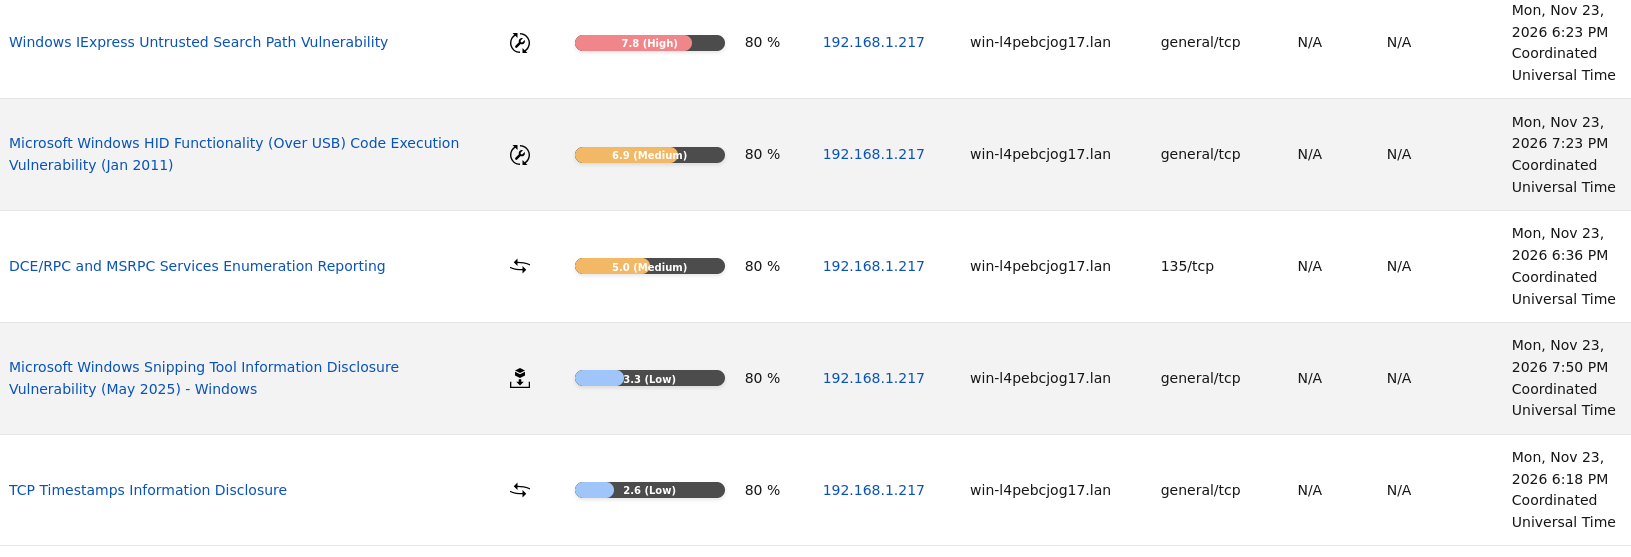 Windows IExpress Untrusted Search Path Vulnerability 7.8 (High) 80 % 192.168.1.217 win-l4pebcjog17.lan general/tcp N/A N/A Mon, Nov 23,
2026 6:23 PM
Coordinated
Universal Time
Microsoft Windows HID Functionality (Over USB) Code Execution
Vulnerability (Jan 2011) 6.9 (Medium) 80 % 192.168.1.217 win-l4pebcjog17.lan general/tcp N/A N/A Mon, Nov 23,
2026 7:23 PM
Coordinated
Universal Time
DCE/RPC and MSRPC Services Enumeration Reporting 5.0 (Medium) 80 % 192.168.1.217 win-l4pebcjog17.lan 135/tcp N/A N/A Mon, Nov 23,
2026 6:36 PM
Coordinated
Universal Time
Microsoft Windows Snipping Tool Information Disclosure
Vulnerability (May 2025) - Windows 3.3 (Low) 80 % 192.168.1.217 win-l4pebcjog17.lan general/tcp N/A N/A Mon, Nov 23,
2026 7:50 PM
Coordinated
Universal Time
TCP Timestamps Information Disclosure 2.6 (Low) 80 % 192.168.1.217 win-l4pebcjog17.lan general/tcp N/A N/A Mon, Nov 23,
2026 6:18 PM
Coordinated
Universal Time